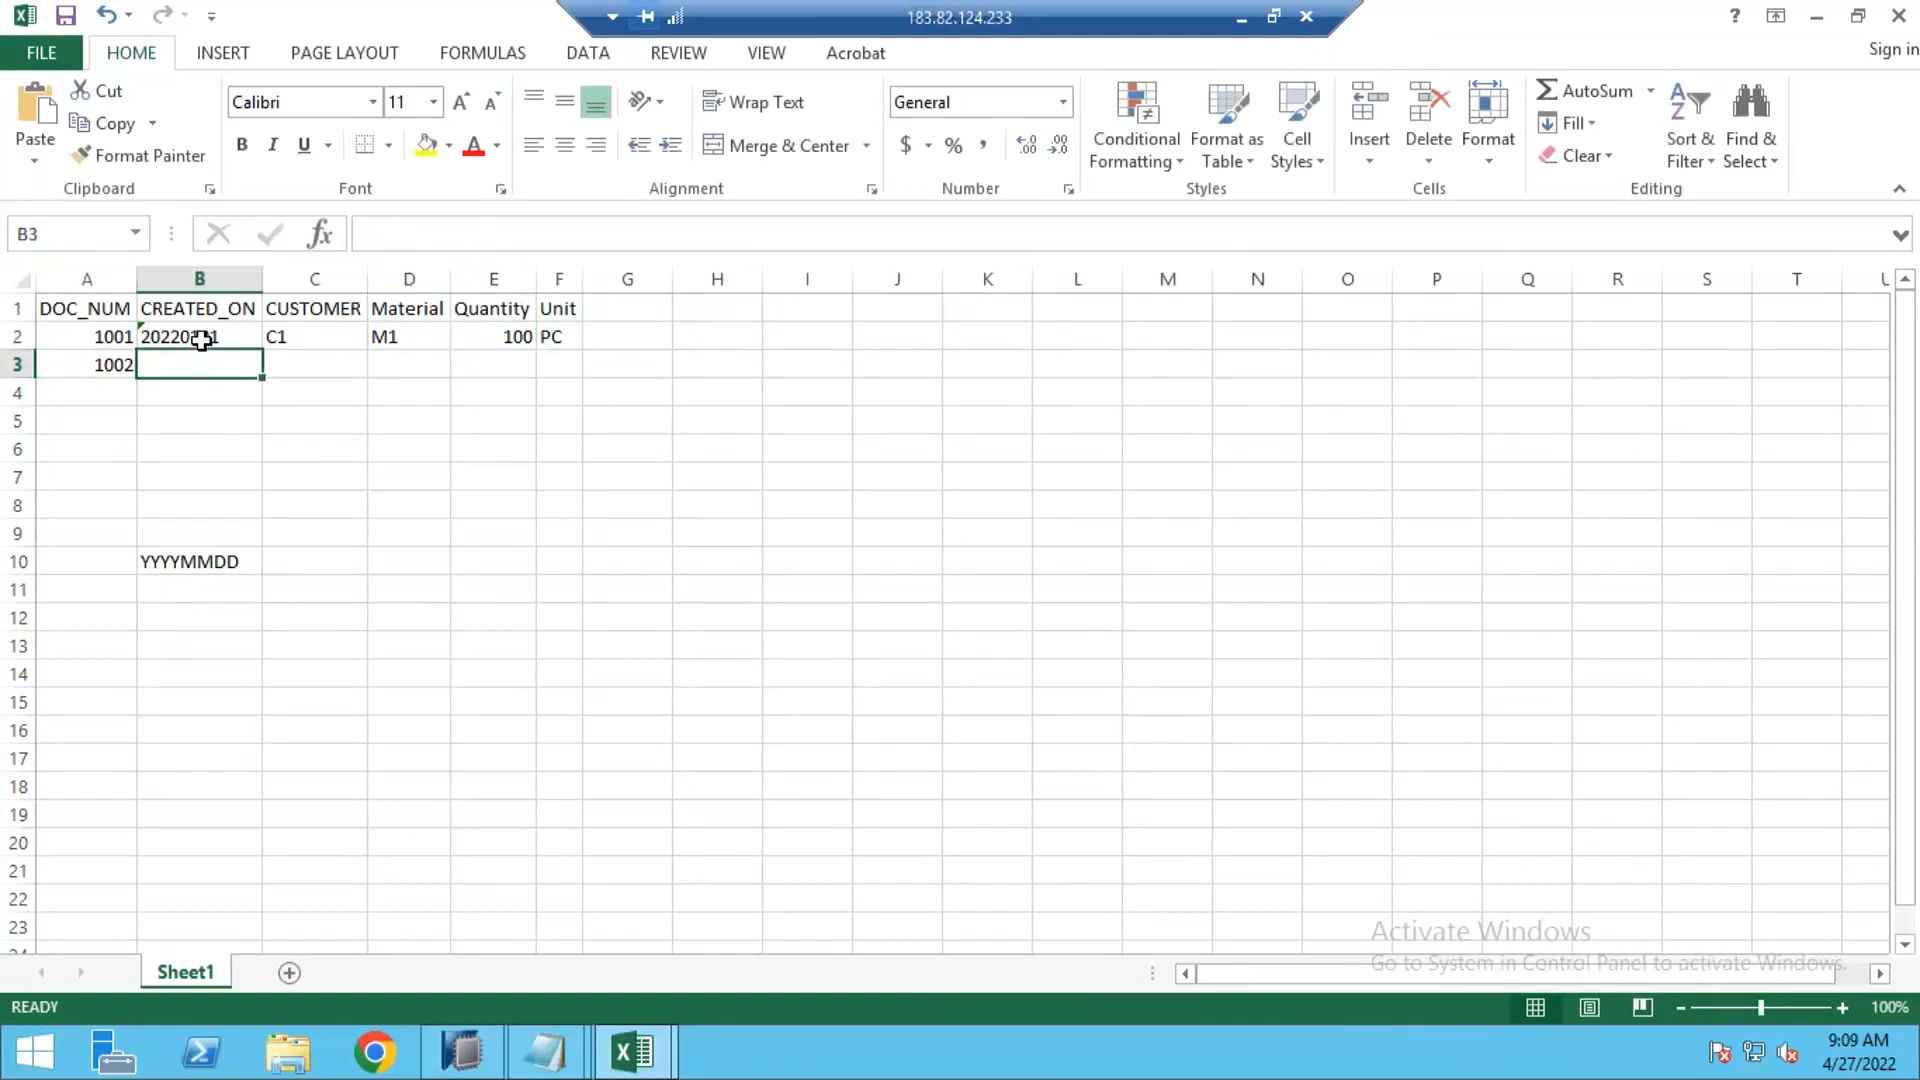 183.82.124.233
?
Sign in
FILE HOME INSERT PAGE LAYOUT FORMULAS DATA REVIEW VIEW Acrobat
Paste
Cut
Copy
Format Painter
Clipboard
Calibri 11
B I U A
Font
Wrap Text
Merge & Center
Alignment
General
$ % ,
Number
Conditional Formatting
Format as Table
Cell Styles
Styles
Insert
Delete
Format
Cells
AutoSum
Fill
Clear
Sort & Filter
Find & Select
Editing
B3
fx
A B C D E F G H I J K L M N O P Q R S T U
1 DOC_NUM CREATED_ON CUSTOMER Material Quantity Unit
2 1001 C1 M1 100 PC
3 1002
4
5
6
7
8
9
10 YYYYMMDD
11
12
13
14
15
16
17
18
19
20
21
22
23
24
Activate Windows
Go to System in Control Panel to activate Windows.
Sheet1
READY
100%
9:09 AM
4/27/2022